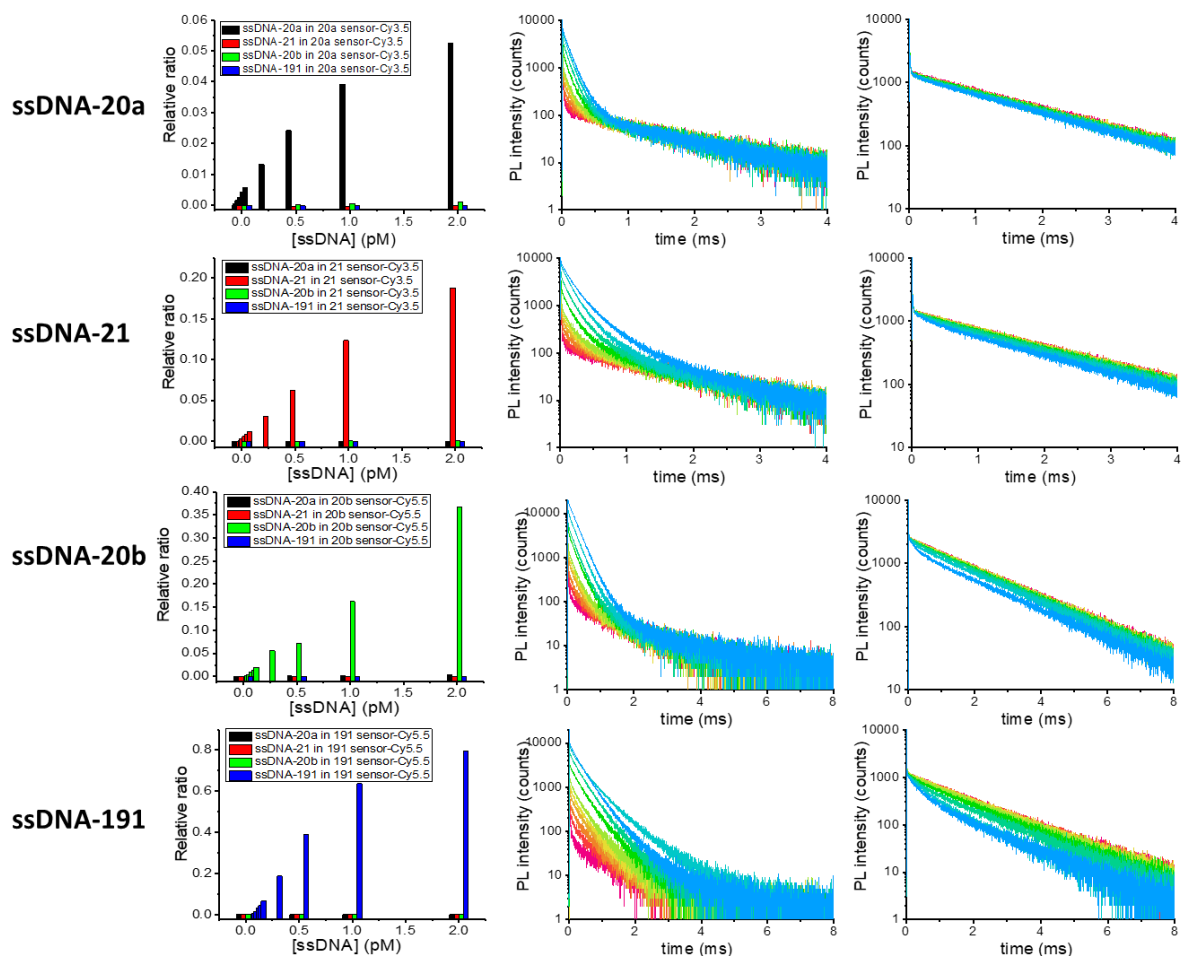 ssDNA-20a
Relative ratio
0.06
0.05
0.04
0.03
0.02
0.01
0.00
ssDNA-20a in 20a sensor-Cy3.5
ssDNA-21 in 20a sensor-Cy3.5
ssDNA-20b in 20a sensor-Cy3.5
ssDNA-191 in 20a sensor-Cy3.5
0.0 0.5 1.0 1.5 2.0
[ssDNA] (pM)
PL intensity (counts)
10000
1000
100
10
1
0 1 2 3 4
time (ms)
PL intensity (counts)
10000
1000
100
0 1 2 3 4
time (ms)
ssDNA-21
Relative ratio
0.20
0.15
0.10
0.05
0.00
ssDNA-20a in 21 sensor-Cy3.5
ssDNA-21 in 21 sensor-Cy3.5
ssDNA-20b in 21 sensor-Cy3.5
ssDNA-191 in 21 sensor-Cy3.5
0.0 0.5 1.0 1.5 2.0
[ssDNA] (pM)
PL intensity (counts)
10000
1000
100
10
1
0 1 2 3 4
time (ms)
PL intensity (counts)
10000
1000
100
10
0 1 2 3 4
time (ms)
ssDNA-20b
Relative ratio
0.40
0.35
0.30
0.25
0.20
0.15
0.10
0.05
0.00
ssDNA-20a in 20b sensor-Cy5.5
ssDNA-21 in 20b sensor-Cy5.5
ssDNA-20b in 20b sensor-Cy5.5
ssDNA-191 in 20b sensor-Cy5.5
0.0 0.5 1.0 1.5 2.0
[ssDNA] (pM)
PL intensity (counts)
10000
1000
100
10
1
0 2 4 6 8
time (ms)
PL intensity (counts)
10000
1000
100
10
0 2 4 6 8
time (ms)
ssDNA-191
Relative ratio
0.8
0.6
0.4
0.2
0.0
ssDNA-20a in 191 sensor-Cy5.5
ssDNA-21 in 191 sensor-Cy5.5
ssDNA-20b in 191 sensor-Cy5.5
ssDNA-191 in 191 sensor-Cy5.5
0.0 0.5 1.0 1.5 2.0
[ssDNA] (pM)
PL intensity (counts)
10000
1000
100
10
1
0 2 4 6 8
time (ms)
PL intensity (counts)
10000
1000
100
10
1
0 2 4 6 8
time (ms)